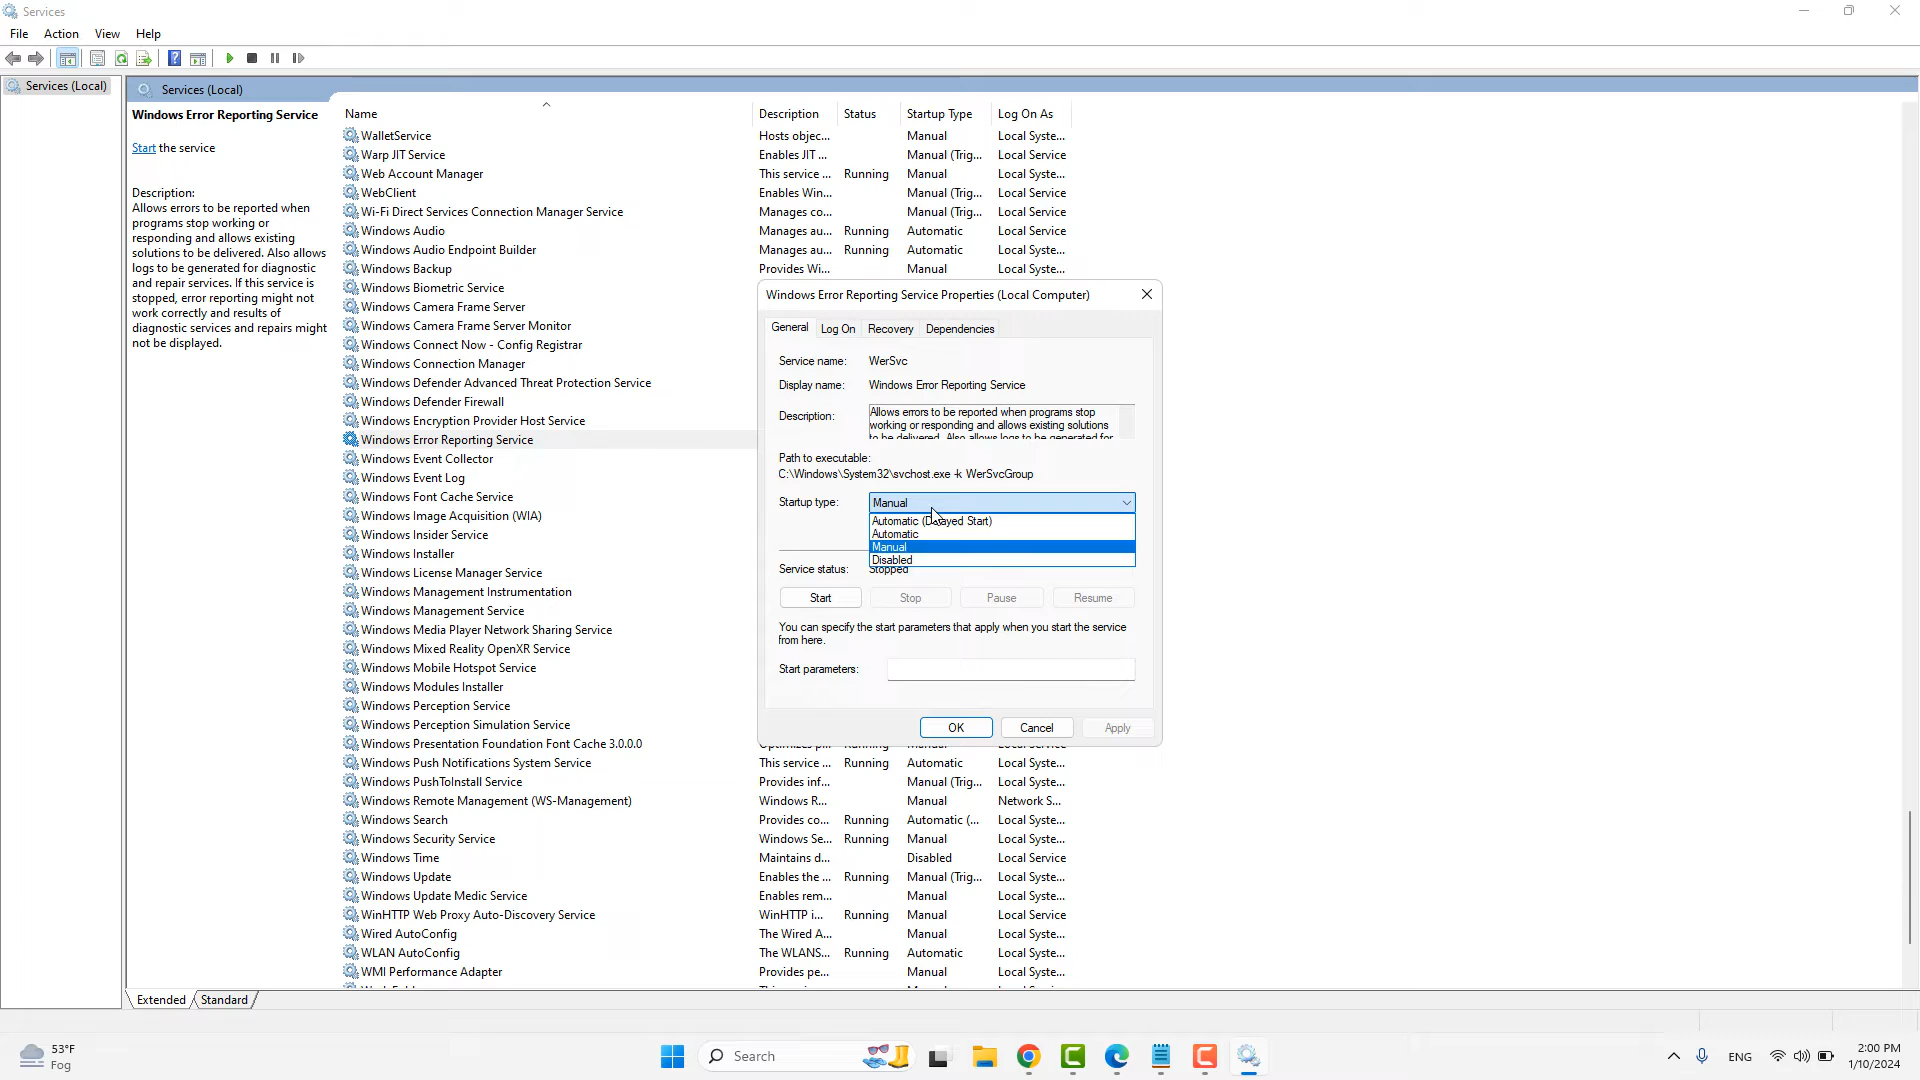 Services
File Action View Help
Services (Local)
Services (Local)
Windows Error Reporting Service
Start the service
Description:
Allows errors to be reported when
programs stop working or
responding and allows existing
solutions to be delivered. Also allows
logs to be generated for diagnostic
and repair services. If this service is
stopped, error reporting might not
work correctly and results of
diagnostic services and repairs might
not be displayed.
Name Description Status Startup Type Log On As
WalletService Hosts objec... Manual Local Syste...
Warp JIT Service Enables JIT ... Manual (Trig... Local Service
Web Account Manager This service ... Running Manual Local Syste...
WebClient Enables Win... Manual (Trig... Local Service
Wi-Fi Direct Services Connection Manager Service Manages co... Manual (Trig... Local Service
Windows Audio Manages au... Running Automatic Local Service
Windows Audio Endpoint Builder Manages au... Running Automatic Local Syste...
Windows Backup Provides Wi... Manual Local Syste...
Windows Biometric Service
Windows Camera Frame Server
Windows Camera Frame Server Monitor
Windows Connect Now - Config Registrar
Windows Connection Manager
Windows Defender Advanced Threat Protection Service
Windows Defender Firewall
Windows Encryption Provider Host Service
Windows Error Reporting Service
Windows Event Collector
Windows Event Log
Windows Font Cache Service
Windows Image Acquisition (WIA)
Windows Insider Service
Windows Installer
Windows License Manager Service
Windows Management Instrumentation
Windows Management Service
Windows Media Player Network Sharing Service
Windows Mixed Reality OpenXR Service
Windows Mobile Hotspot Service
Windows Modules Installer
Windows Perception Service
Windows Perception Simulation Service
Windows Presentation Foundation Font Cache 3.0.0.0 Optimizes p... Running Manual Local Service
Windows Push Notifications System Service This service ... Running Automatic Local Syste...
Windows PushToInstall Service Provides inf... Manual (Trig... Local Syste...
Windows Remote Management (WS-Management) Windows R... Manual Network S...
Windows Search Provides co... Running Automatic (... Local Syste...
Windows Security Service Windows Se... Running Manual Local Syste...
Windows Time Maintains d... Disabled Local Service
Windows Update Enables the ... Running Manual (Trig... Local Syste...
Windows Update Medic Service Enables rem... Manual Local Syste...
WinHTTP Web Proxy Auto-Discovery Service WinHTTP i... Running Manual Local Service
Wired AutoConfig The Wired A... Manual Local Syste...
WLAN AutoConfig The WLANS... Running Automatic Local Syste...
WMI Performance Adapter Provides pe... Manual Local Syste...
Windows Error Reporting Service Properties (Local Computer)
General Log On Recovery Dependencies
Service name: WerSvc
Display name: Windows Error Reporting Service
Description: Allows errors to be reported when programs stop
working or responding and allows existing solutions
to be delivered. Also allows logs to be generated for
Path to executable:
C:\Windows\System32\svchost.exe -k WerSvcGroup
Startup type: Manual
Automatic (Delayed Start)
Automatic
Manual
Disabled
Service status: Stopped
Start Stop Pause Resume
You can specify the start parameters that apply when you start the service
from here.
Start parameters:
OK Cancel Apply
Extended Standard
53°F
Fog
Search
ENG
2:00 PM
1/10/2024